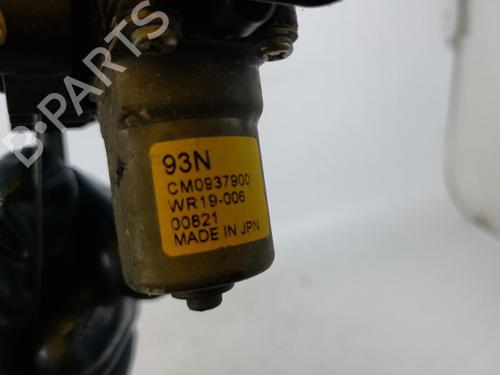 B-PARTS
93N
CM0937900
WR19-006
00821
MADE IN JPN